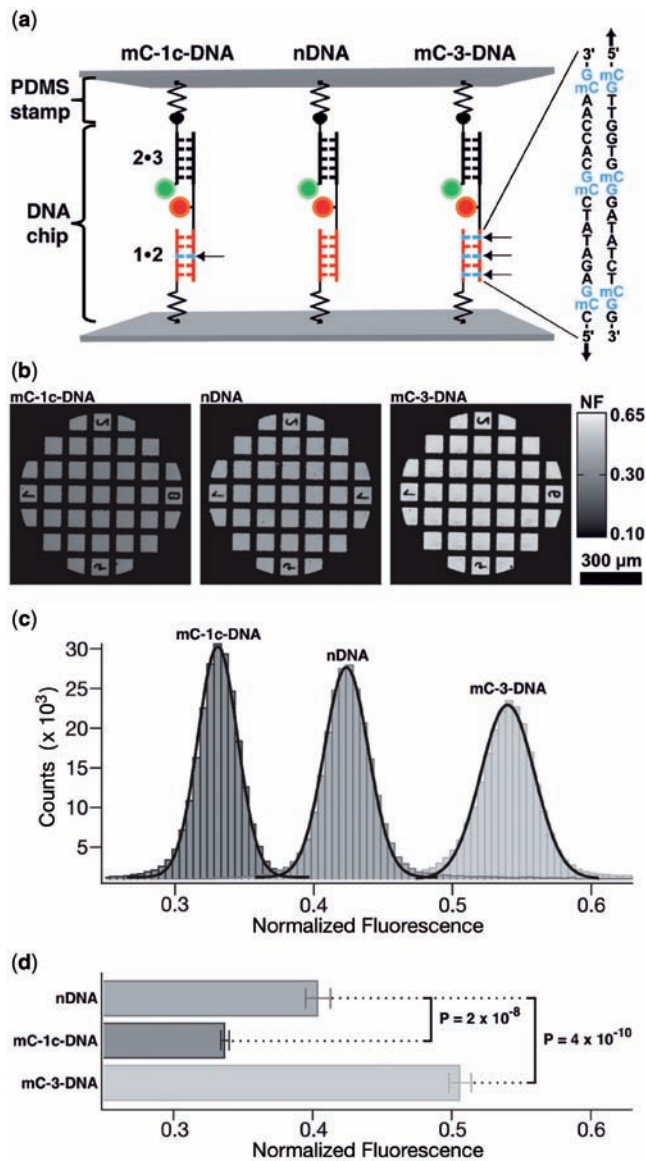 (a)
mC-1c-DNA nDNA mC-3-DNA
PDMS
stamp
2•3
DNA
chip
1•2
3' 5'
G mC
mC G
A T
A T
C G
C G
A T
C G
G mC
mC G
C G
T A
A T
T A
A T
G C
A T
G mC
mC G
C G
5' 3'
(b)
mC-1c-DNA nDNA mC-3-DNA NF
0.65
0.30
0.10
300 µm
(c)
mC-1c-DNA
nDNA
mC-3-DNA
Counts (x 10³)
30
25
20
15
10
5
0.3 0.4 0.5 0.6
Normalized Fluorescence
(d)
nDNA
mC-1c-DNA
mC-3-DNA
P = 2 x 10⁻⁸
P = 4 x 10⁻¹⁰
0.3 0.4 0.5 0.6
Normalized Fluorescence